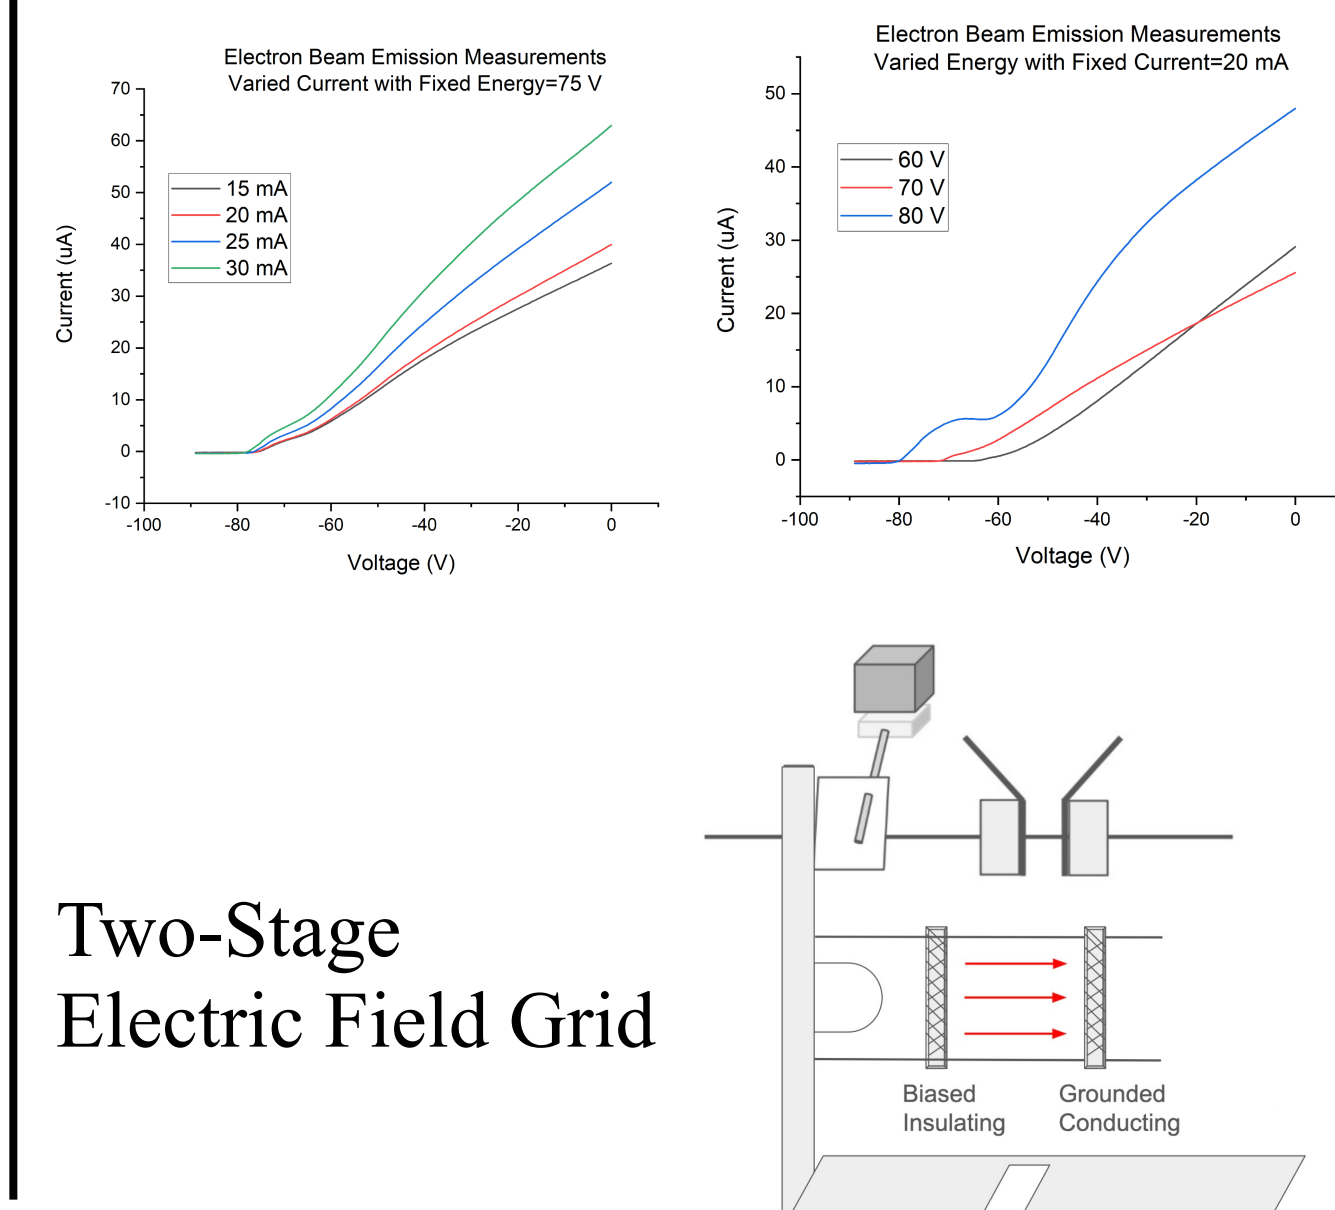 Electron Beam Emission Measurements
Varied Current with Fixed Energy=75 V
70
60
50
40
30
20
10
0
-10
15 mA
20 mA
25 mA
30 mA
Current (uA)
-100 -80 -60 -40 -20 0
Voltage (V)
Electron Beam Emission Measurements
Varied Energy with Fixed Current=20 mA
50
40
30
20
10
0
60 V
70 V
80 V
Current (uA)
-100 -80 -60 -40 -20 0
Voltage (V)
Two-Stage
Electric Field Grid
Biased
Insulating
Grounded
Conducting